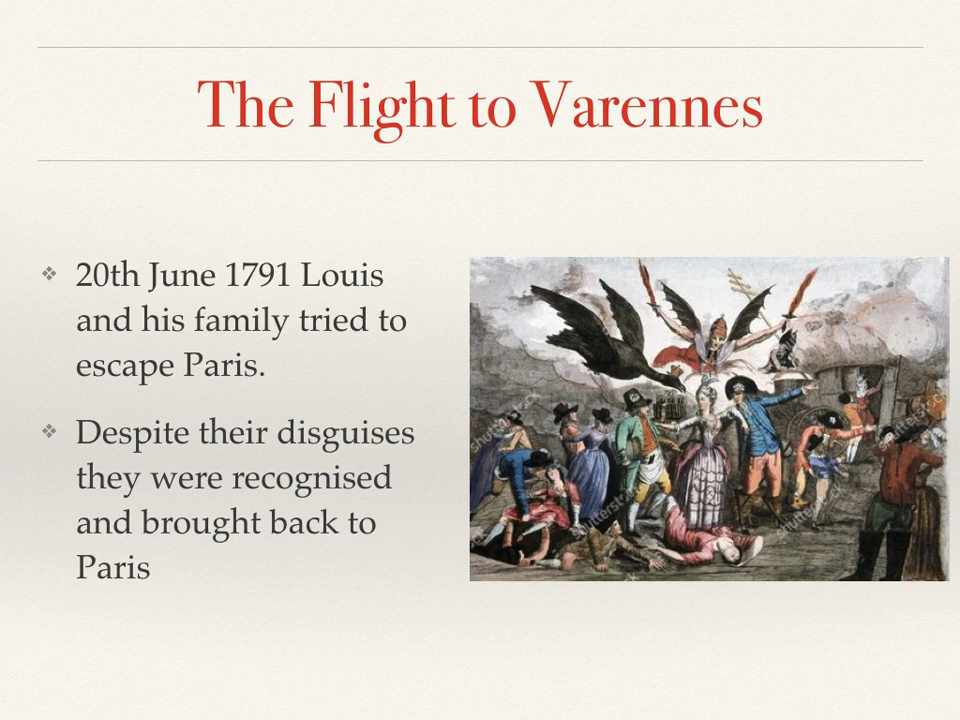 The Flight to Varennes
❖ 20th June 1791 Louis
and his family tried to
escape Paris.
❖ Despite their disguises
they were recognised
and brought back to
Paris